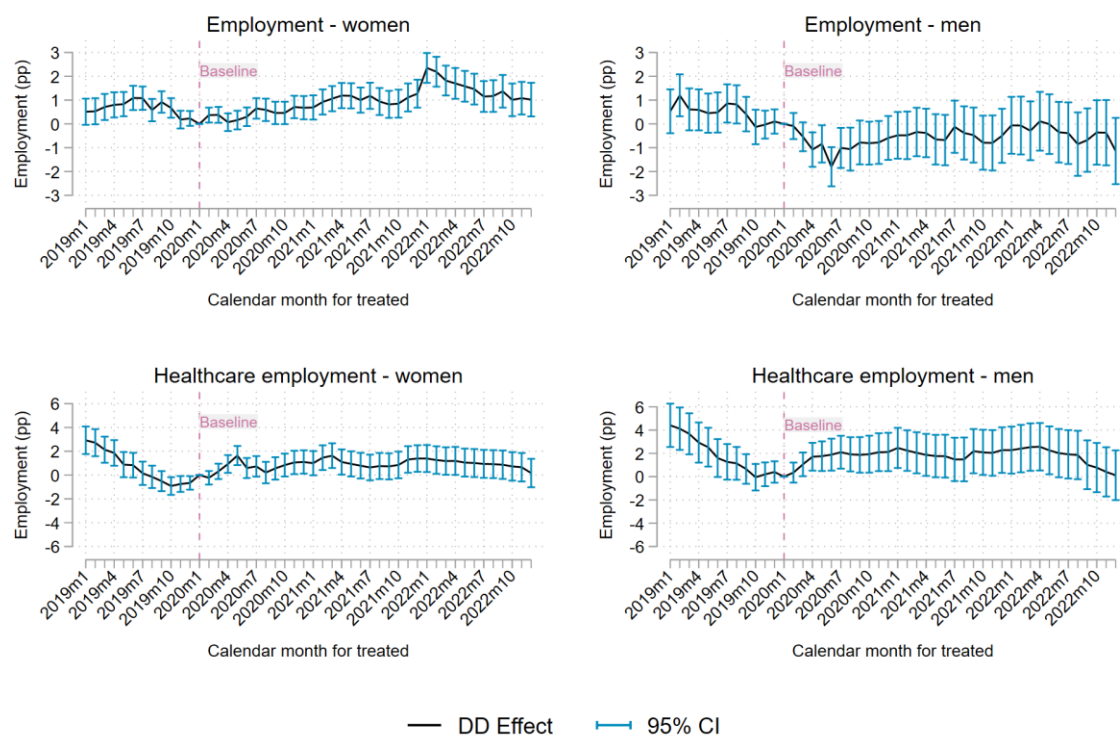 Employment - women
Employment (pp)
3
2
1
0
-1
-2
-3
Baseline
2019m1
2019m4
2019m7
2019m10
2020m1
2020m4
2020m7
2020m10
2021m1
2021m4
2021m7
2021m10
2022m1
2022m4
2022m7
2022m10
Calendar month for treated
Employment - men
Employment (pp)
3
2
1
0
-1
-2
-3
Baseline
2019m1
2019m4
2019m7
2019m10
2020m1
2020m4
2020m7
2020m10
2021m1
2021m4
2021m7
2021m10
2022m1
2022m4
2022m7
2022m10
Calendar month for treated
Healthcare employment - women
Employment (pp)
6
4
2
0
-2
-4
-6
Baseline
2019m1
2019m4
2019m7
2019m10
2020m1
2020m4
2020m7
2020m10
2021m1
2021m4
2021m7
2021m10
2022m1
2022m4
2022m7
2022m10
Calendar month for treated
Healthcare employment - men
Employment (pp)
6
4
2
0
-2
-4
-6
Baseline
2019m1
2019m4
2019m7
2019m10
2020m1
2020m4
2020m7
2020m10
2021m1
2021m4
2021m7
2021m10
2022m1
2022m4
2022m7
2022m10
Calendar month for treated
DD Effect
95% CI